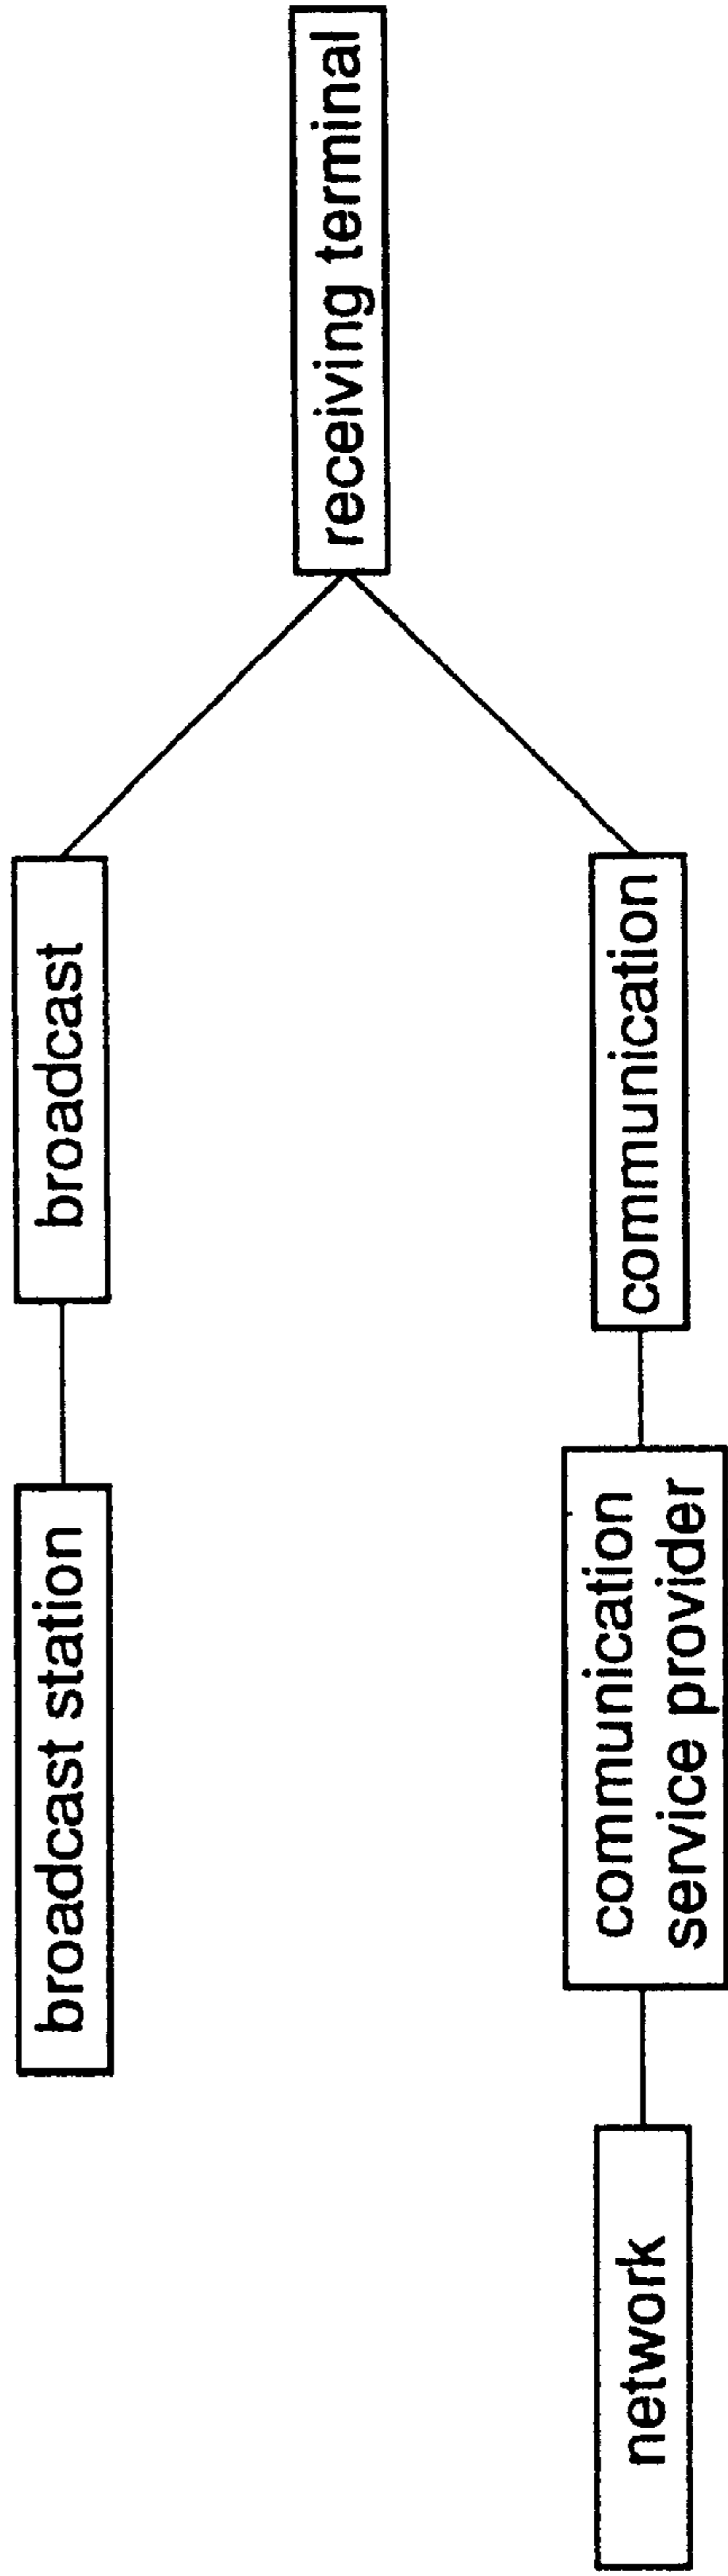 broadcast station
broadcast
receiving terminal
network
communication
service provider
communication